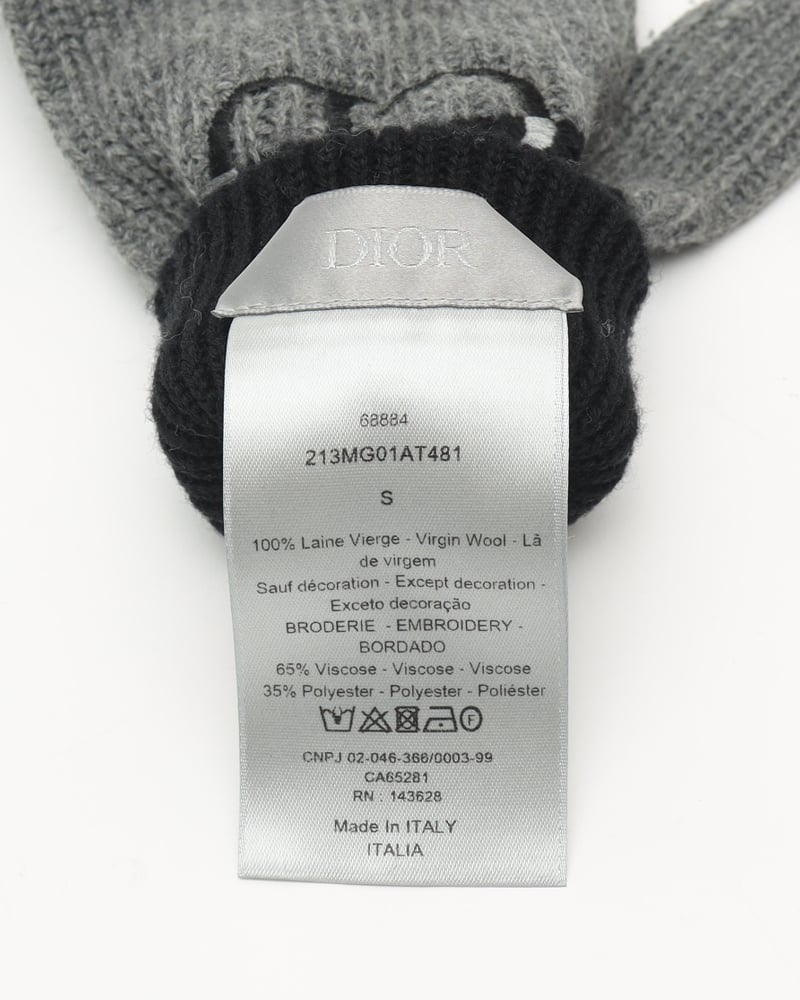 DIOR
68884
213MG01AT481
S
100% Laine Vierge - Virgin Wool - Lã
de virgem
Sauf décoration - Except decoration -
Exceto decoração
BRODERIE - EMBROIDERY -
BORDADO
65% Viscose - Viscose - Viscose
35% Polyester - Polyester - Poliéster
F
CNPJ 02-046-366/0003-99
CA65281
RN : 143628
Made In ITALY
ITALIA